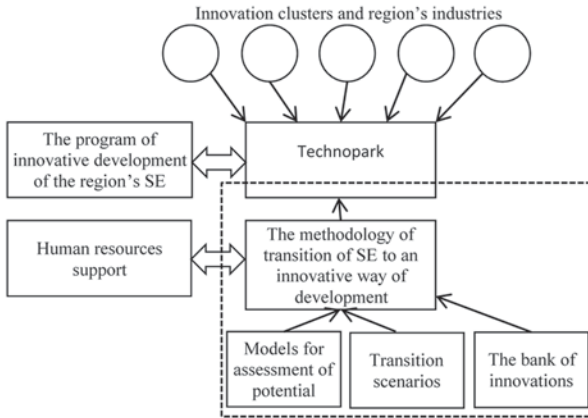 Innovation clusters and region's industries
The program of
innovative development
of the region's SE
Technopark
Human resources
support
The methodology of
transition of SE to an
innovative way of
development
Models for
assessment of
potential
Transition
scenarios
The bank of
innovations